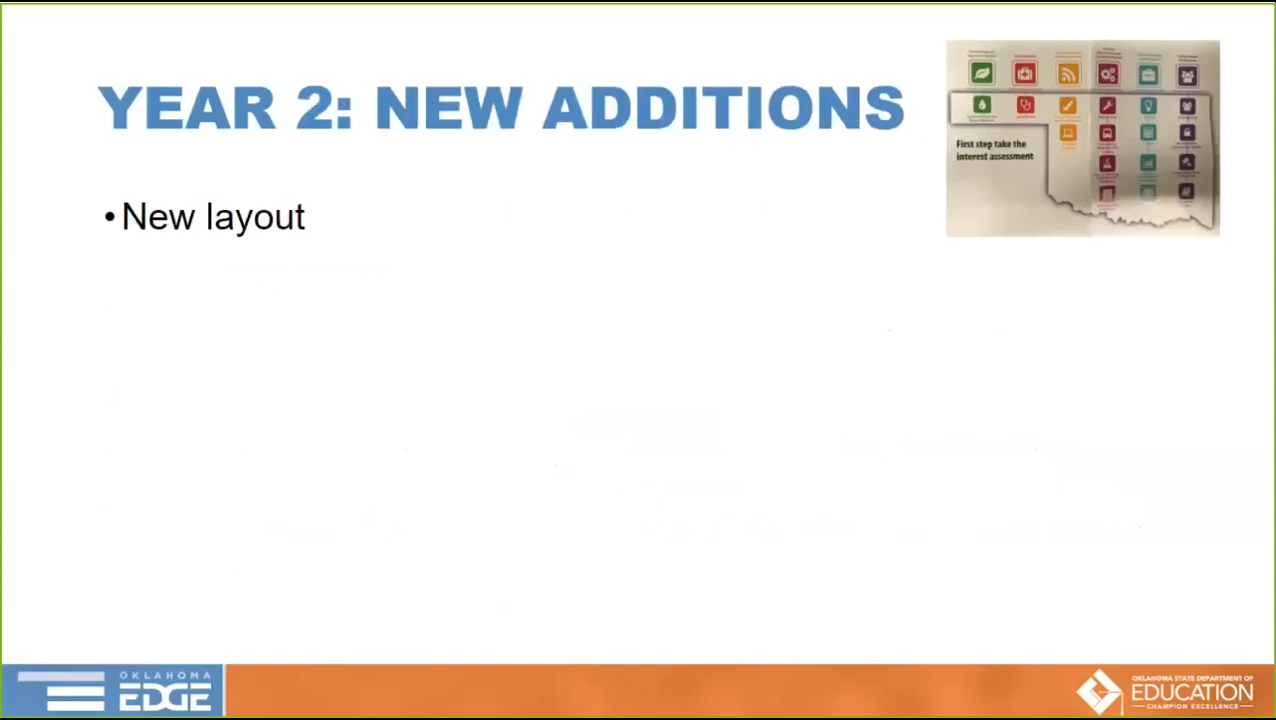 YEAR 2: NEW ADDITIONS
First step take the
interest assessment
• New layout
OKLAHOMA
EDGE
OKLAHOMA STATE DEPARTMENT OF
EDUCATION
CHAMPION EXCELLENCE